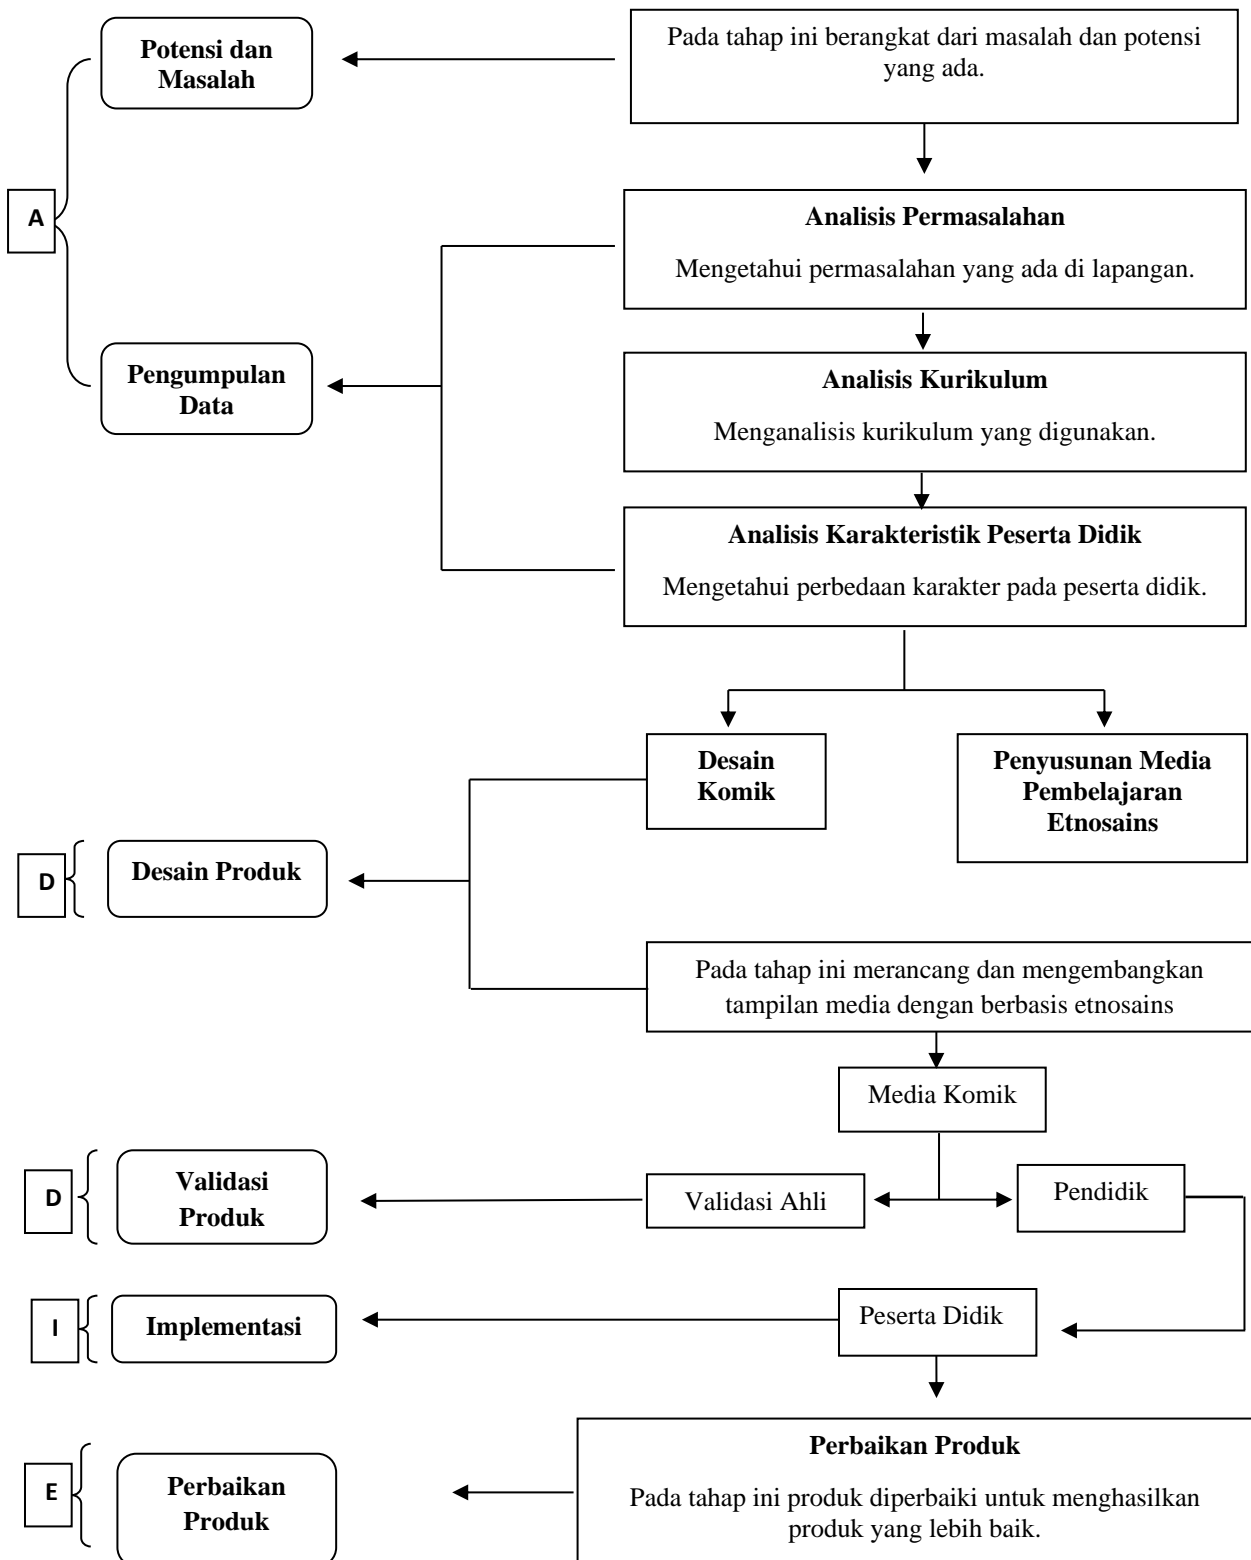 Potensi dan
Masalah
Pada tahap ini berangkat dari masalah dan potensi
yang ada.
A
Analisis Permasalahan
Mengetahui permasalahan yang ada di lapangan.
Pengumpulan
Data
Analisis Kurikulum
Menganalisis kurikulum yang digunakan.
Analisis Karakteristik Peserta Didik
Mengetahui perbedaan karakter pada peserta didik.
Desain
Komik
Penyusunan Media
Pembelajaran
Etnosains
D
Desain Produk
Pada tahap ini merancang dan mengembangkan
tampilan media dengan berbasis etnosains
Media Komik
D
Validasi
Produk
Validasi Ahli
Pendidik
I
Implementasi
Peserta Didik
E
Perbaikan
Produk
Perbaikan Produk
Pada tahap ini produk diperbaiki untuk menghasilkan
produk yang lebih baik.